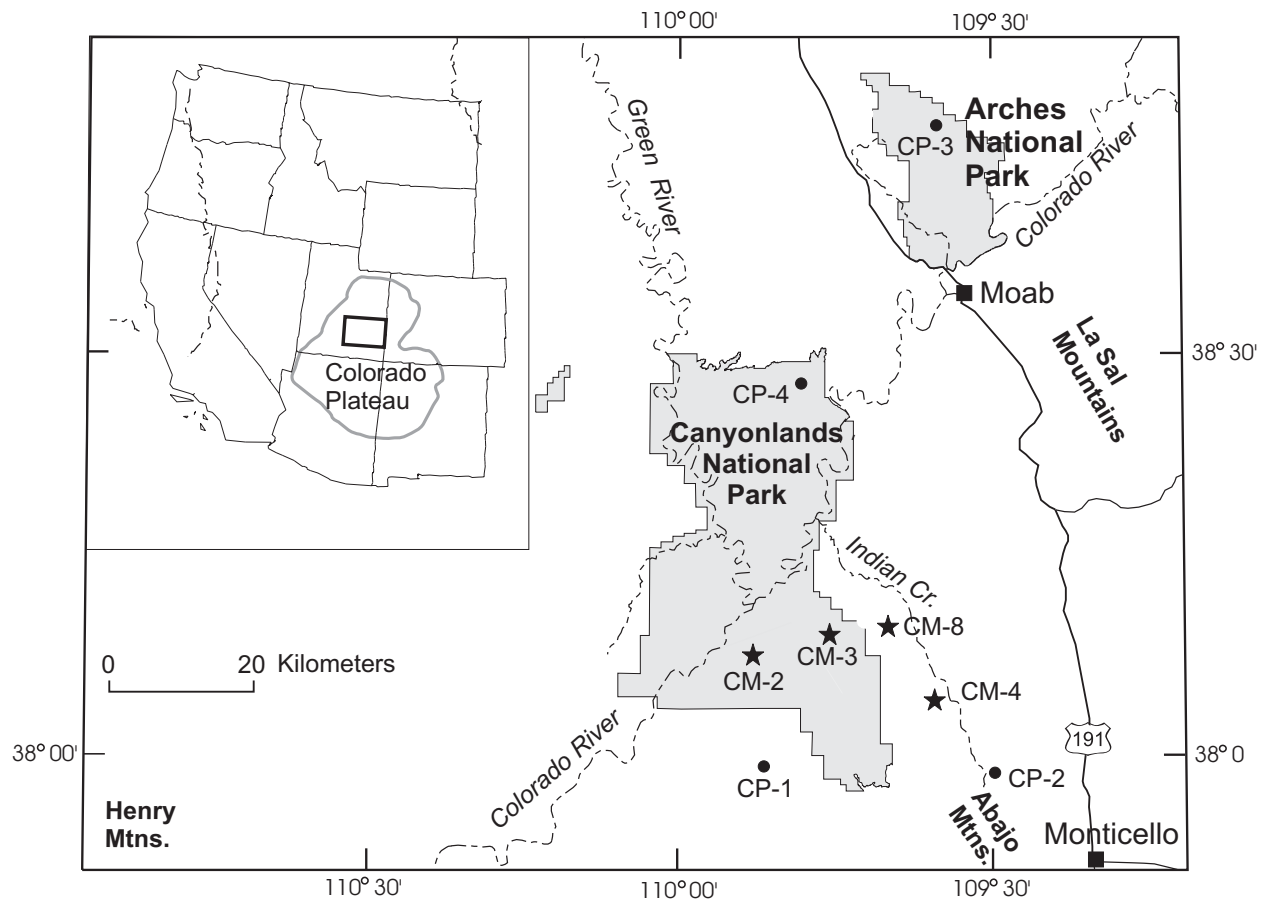 110°00'
109°30'
Green River
Arches
National
Park
CP-3
Colorado River
Moab
La Sal
Mountains
38°30'
Colorado
Plateau
CP-4
Canyonlands
National
Park
Indian Cr.
CM-8
CM-3
CM-2
CM-4
0 20 Kilometers
38°00'
191
38°0
Colorado River
CP-1
CP-2
Abajo
Mtns.
Henry
Mtns.
Monticello
110°30'
110°00'
109°30'